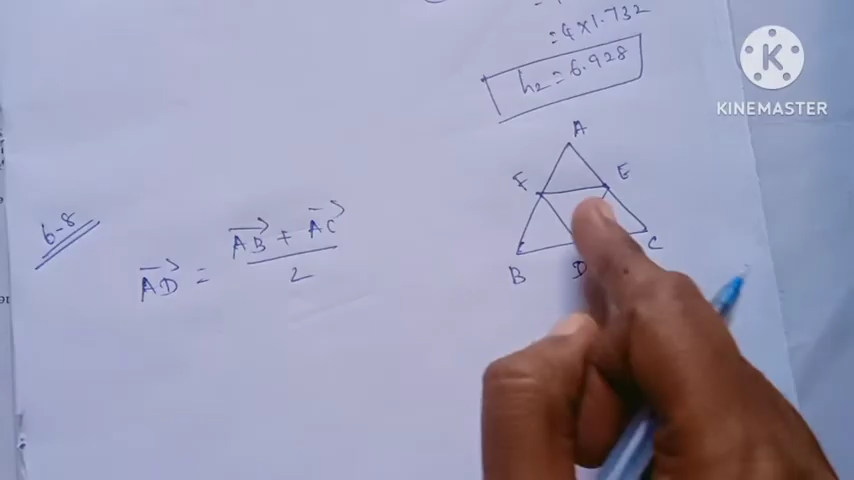 = 4 x 1.732
h2 = 6.928
KINEMASTER
A
F E
B D C
6-8
AD = AB + AC
2